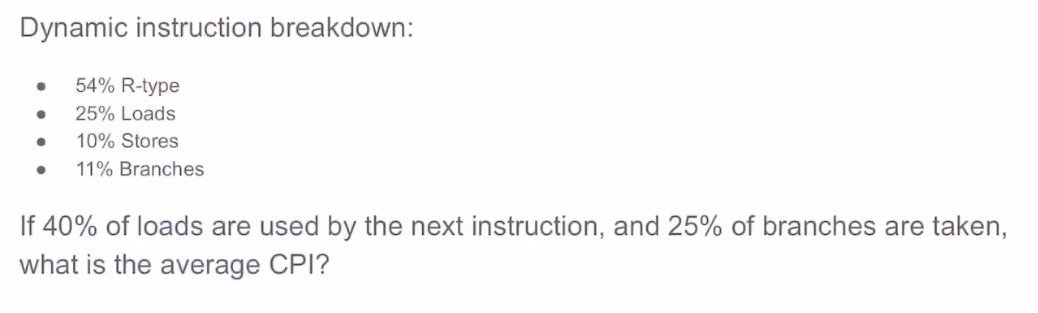 Dynamic instruction breakdown:
● 54% R-type
● 25% Loads
● 10% Stores
● 11% Branches
If 40% of loads are used by the next instruction, and 25% of branches are taken,
what is the average CPI?